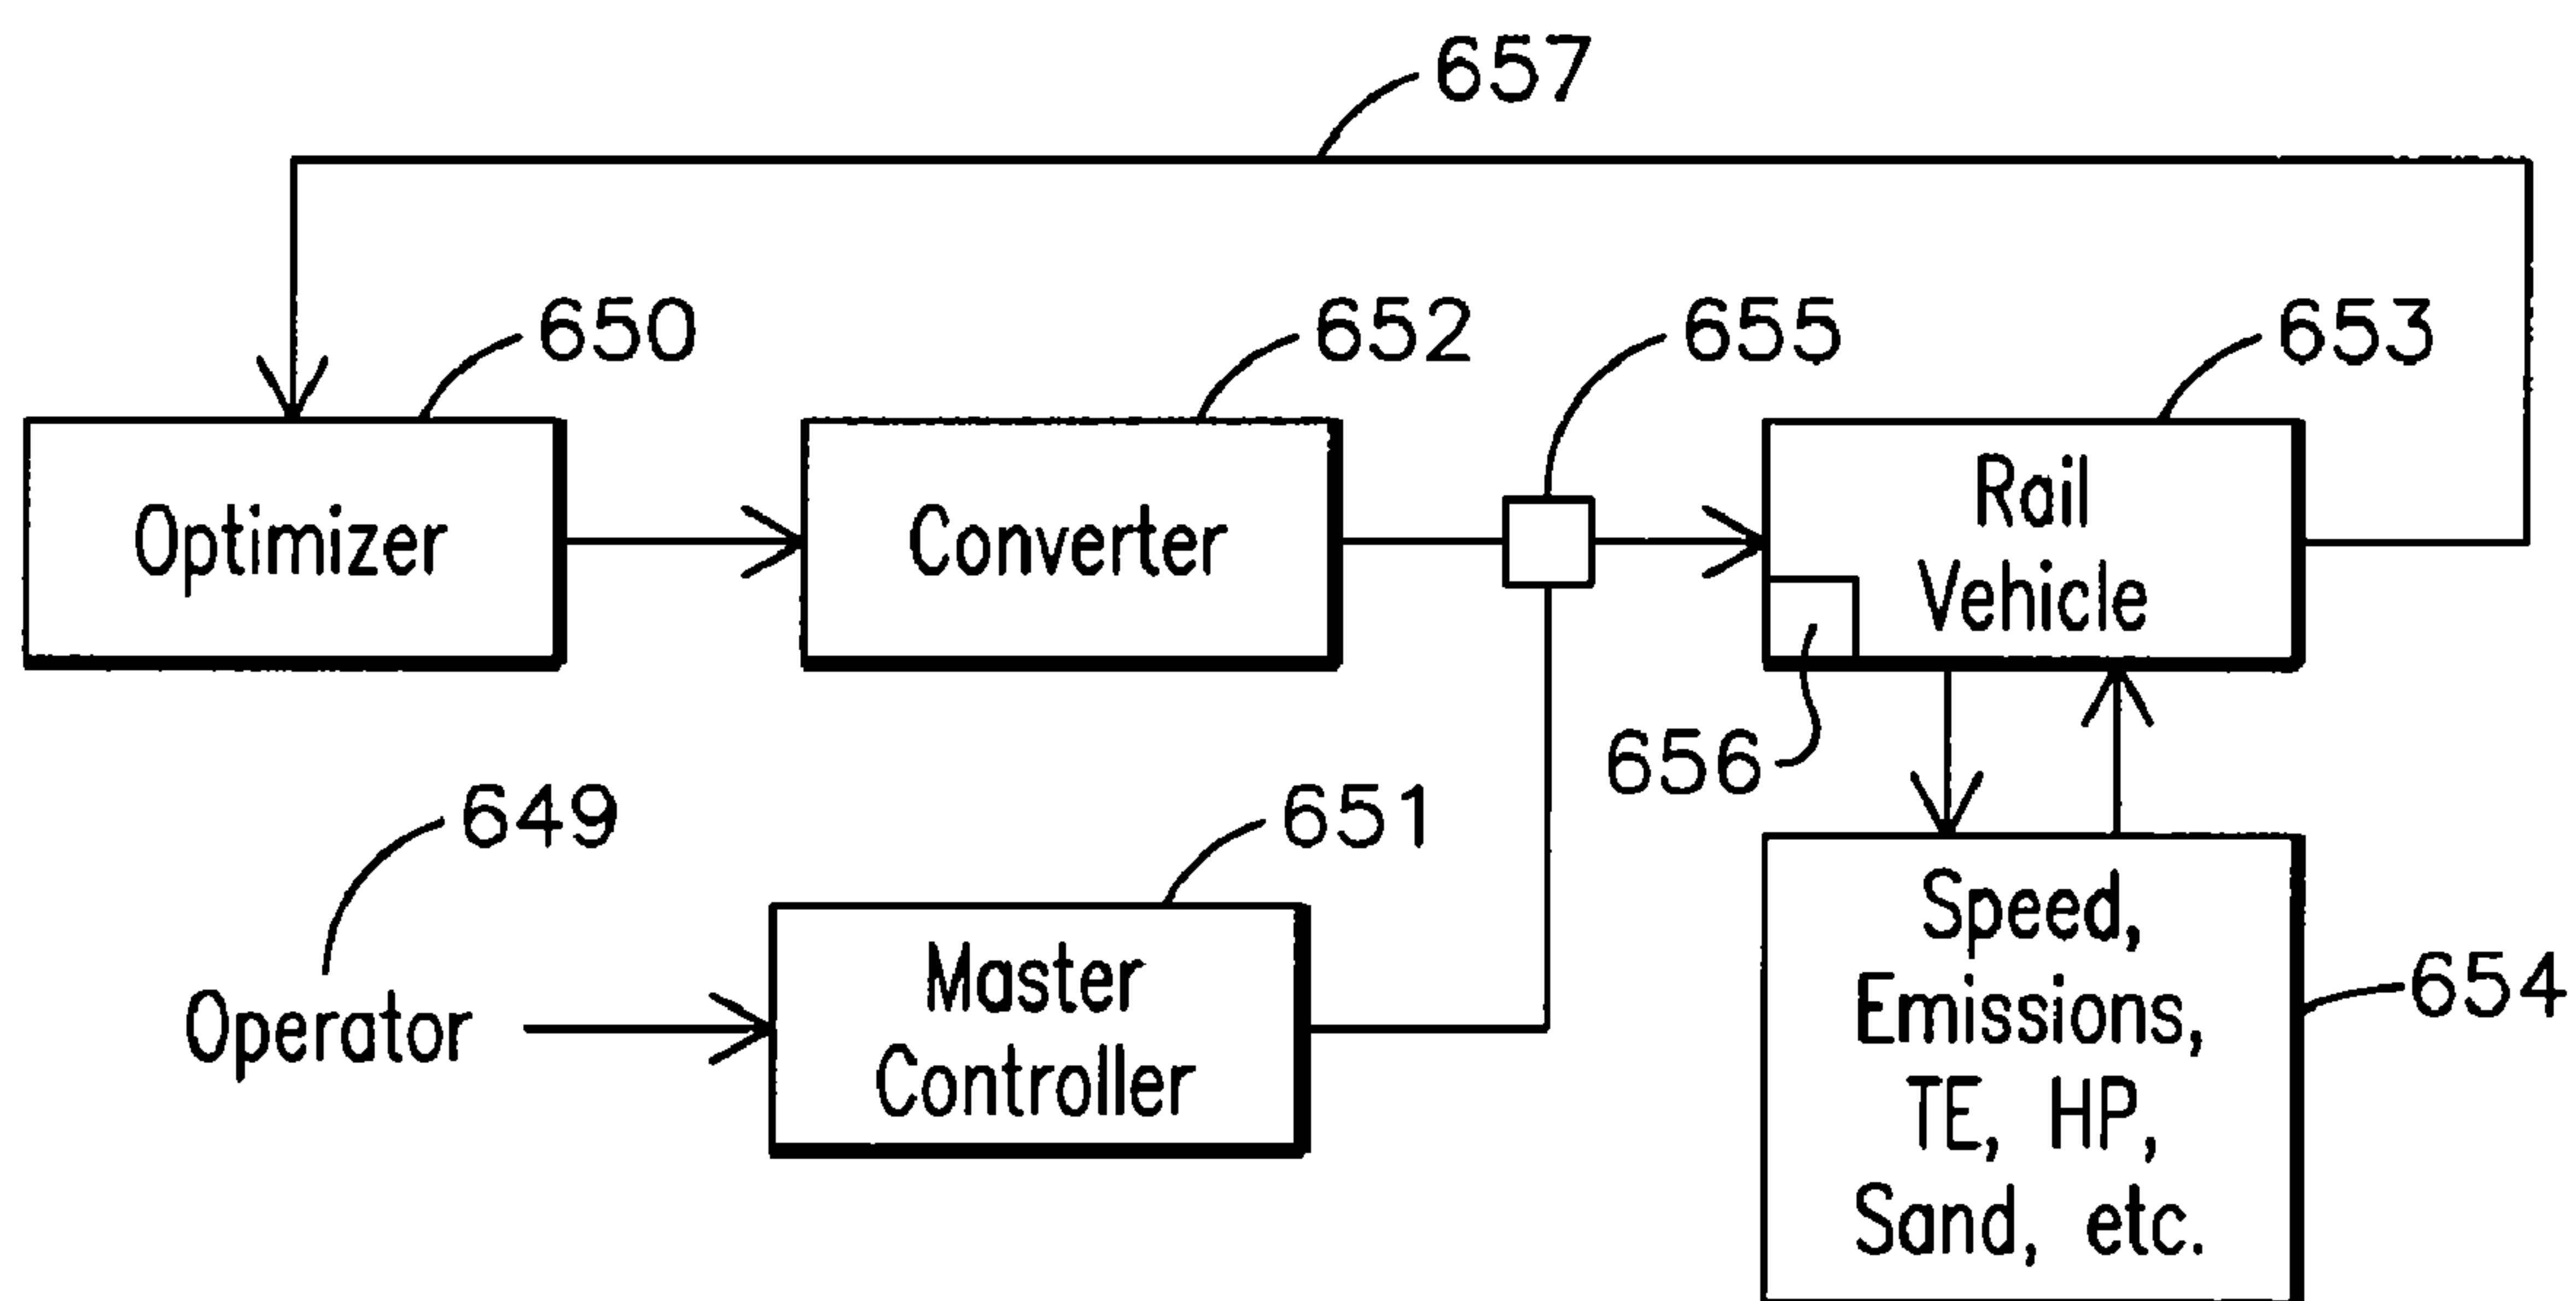 657
650
652
655
653
Optimizer
Converter
Rail
Vehicle
656
649
651
Operator
Master
Controller
Speed,
Emissions,
TE, HP,
Sand, etc.
654